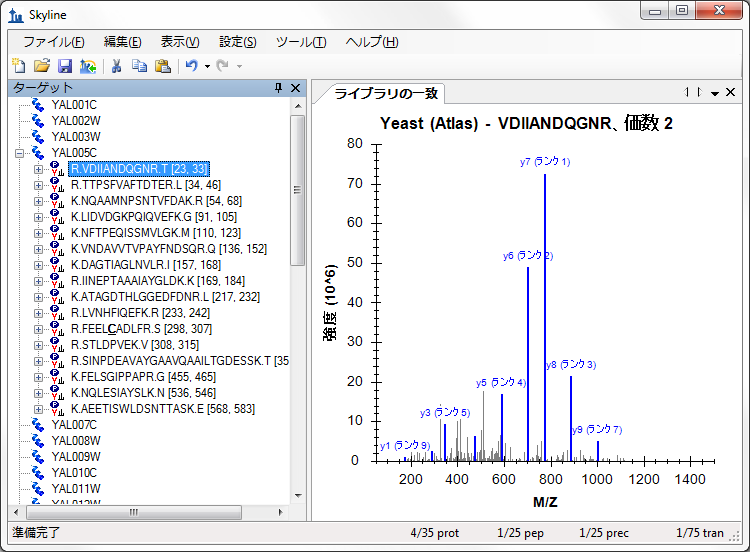 Skyline
ファイル(F) 編集(E) 表示(V) 設定(S) ツール(T) ヘルプ(H)
ターゲット
YAL001C
YAL002W
YAL003W
YAL005C
R.VDIIANDQGNR.T [23, 33]
R.TTPSFVAFTDTER.L [34, 46]
K.NQAAMNPSNTVFDAK.R [54, 68]
K.LIDVDGKPQIQVEFK.G [91, 105]
K.NFTPEQISSMVLGK.M [110, 123]
K.VNDAVVTVPAYFNDSQR.Q [136, 152]
K.DAGTIAGLNVLR.I [157, 168]
R.IINEPTAAAIAYGLDK.K [169, 184]
K.ATAGDTHLGGEDFDNR.L [217, 232]
R.LVNHFIQEFK.R [233, 242]
R.FEELCADLFR.S [298, 307]
R.STLDPVEK.V [308, 315]
R.SINPDEAVAYGAAVQAAILTGDESSK.T [35
K.FELSGIPPAPR.G [455, 465]
K.NQLESIAYSLK.N [536, 546]
K.AEETISWLDSNTTASK.E [568, 583]
YAL007C
YAL008W
YAL009W
YAL010C
YAL011W
ライブラリの一致
Yeast (Atlas) - VDIIANDQGNR、価数 2
強度 (10^6)
80
70
60
50
40
30
20
10
0
y7 (ランク 1)
y6 (ランク 2)
y8 (ランク 3)
y5 (ランク 4)
y3 (ランク 5)
y9 (ランク 7)
y1 (ランク 9)
200 400 600 800 1000 1200 1400
M/Z
準備完了 4/35 prot 1/25 pep 1/25 prec 1/75 tran